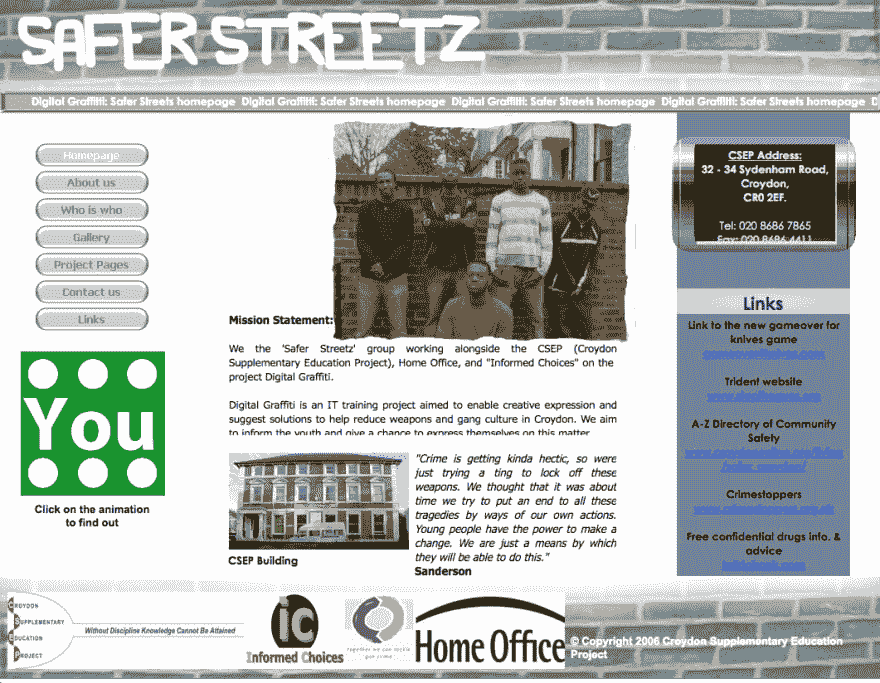 SAFER STREETZ
Digital Graffiti: Safer Streets homepage Digital Graffiti: Safer Streets homepage Digital Graffiti: Safer Streets homepage Digital Graffiti: Safer Streets homepage D
Homepage
About us
Who is who
Gallery
Project Pages
Contact us
Links
You
Click on the animation
to find out
Mission Statement:
We the 'Safer Streetz' group working alongside the CSEP (Croydon
Supplementary Education Project), Home Office, and "Informed Choices" on the
project Digital Graffiti.
Digital Graffiti is an IT training project aimed to enable creative expression and
suggest solutions to help reduce weapons and gang culture in Croydon. We aim
to inform the youth and give a chance to express themselves on this matter
"Crime is getting kinda hectic, so were
just trying a ting to lock off these
weapons. We thought that it was about
time we try to put an end to all these
tragedies by ways of our own actions.
Young people have the power to make a
change. We are just a means by which
they will be able to do this."
Sanderson
CSEP Building
CSEP Address:
32 - 34 Sydenham Road,
Croydon,
CR0 2EF.
Tel: 020 8686 7865
Fax: 020 8686 4411
Links
Link to the new gameover for
knives game
Trident website
A-Z Directory of Community
Safety
Crimestoppers
Free confidential drugs info. &
advice
CROYDON
SUPPLEMENTARY
EDUCATION
PROJECT
Without Discipline Knowledge Cannot Be Attained
ic
Informed Choices
together we can tackle
gun crime
Home Office
© Copyright 2006 Croydon Supplementary Education
Project